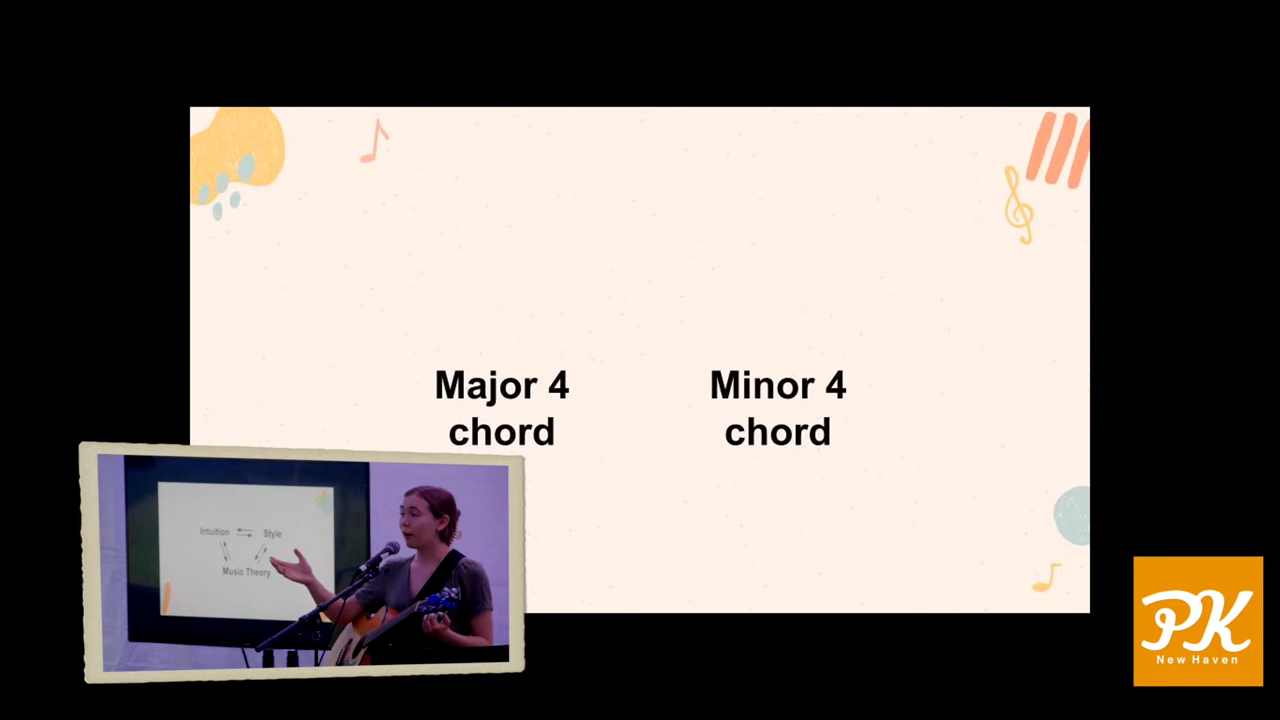 Major 4
chord
Minor 4
chord
Intuition
Style
Music Theory
PK
New Haven